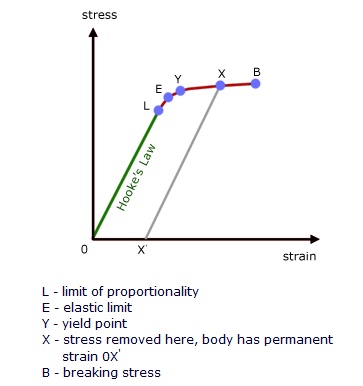 stress
B
X
Y
E
L
Hooke's Law
0
X'
strain
L - limit of proportionality
E - elastic limit
Y - yield point
X - stress removed here, body has permanent
strain 0X'
B - breaking stress